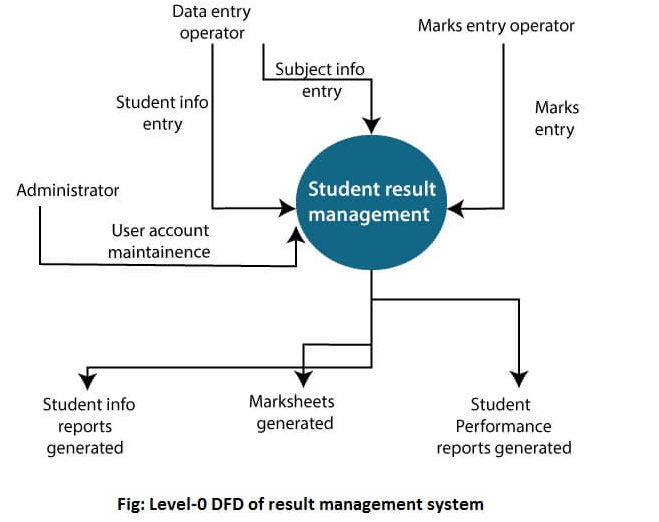 Data entry
operator
Marks entry operator
Subject info
entry
Student info
entry
Marks
entry
Administrator
Student result
management
User account
maintainence
Student info
reports
generated
Marksheets
generated
Student
Performance
reports generated
Fig: Level-0 DFD of result management system